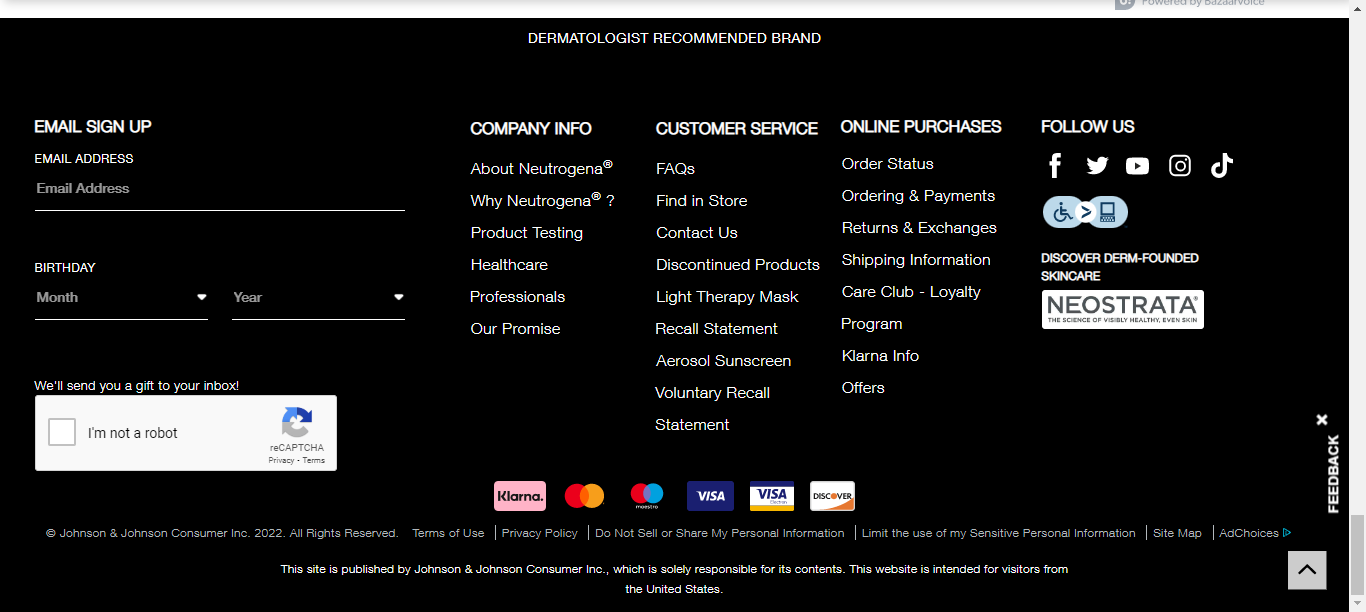 Powered by Bazaarvoice
DERMATOLOGIST RECOMMENDED BRAND
EMAIL SIGN UP
EMAIL ADDRESS
Email Address
BIRTHDAY
Month
Year
We'll send you a gift to your inbox!
I'm not a robot
reCAPTCHA
Privacy - Terms
COMPANY INFO
About Neutrogena®
Why Neutrogena® ?
Product Testing
Healthcare
Professionals
Our Promise
CUSTOMER SERVICE
FAQs
Find in Store
Contact Us
Discontinued Products
Light Therapy Mask
Recall Statement
Aerosol Sunscreen
Voluntary Recall
Statement
ONLINE PURCHASES
Order Status
Ordering & Payments
Returns & Exchanges
Shipping Information
Care Club - Loyalty
Program
Klarna Info
Offers
FOLLOW US
DISCOVER DERM-FOUNDED
SKINCARE
NEOSTRATA®
THE SCIENCE OF VISIBLY HEALTHY, EVEN SKIN
FEEDBACK
Klarna.
maestro
VISA
VISA
Electron
DISCOVER
© Johnson & Johnson Consumer Inc. 2022. All Rights Reserved. Terms of Use | Privacy Policy | Do Not Sell or Share My Personal Information | Limit the use of my Sensitive Personal Information | Site Map | AdChoices
This site is published by Johnson & Johnson Consumer Inc., which is solely responsible for its contents. This website is intended for visitors from
the United States.